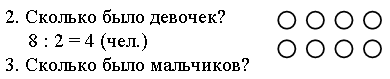 2. Сколько было девочек?
8 : 2 = 4 (чел.)
3. Сколько было мальчиков?